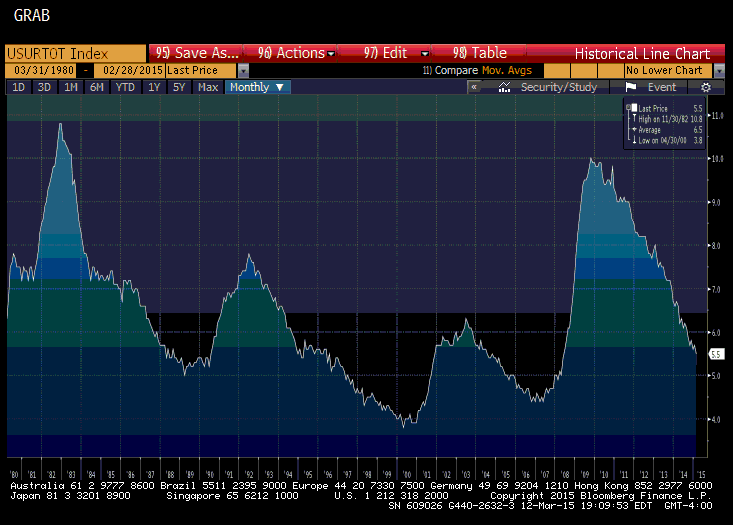 GRAB
USURTOT Index 95) Save As... 96) Actions 97) Edit 98) Table Historical Line Chart
03/31/1980 - 02/28/2015 Last Price 11) Compare Mov. Avgs No Lower Chart
1D 3D 1M 6M YTD 1Y 5Y Max Monthly ▼ « Security/Study Event
Last Price 5.5
High on 11/30/82 10.8
Average 6.5
Low on 04/30/00 3.8
11.0
10.0
9.0
8.0
7.0
6.0
5.5
5.0
4.0
'80 '81 '82 '83 '84 '85 '86 '87 '88 '89 '90 '91 '92 '93 '94 '95 '96 '97 '98 '99 '00 '01 '02 '03 '04 '05 '06 '07 '08 '09 '10 '11 '12 '13 '14 '15
Australia 61 2 9777 8600 Brazil 5511 2395 9000 Europe 44 20 7330 7500 Germany 49 69 9204 1210 Hong Kong 852 2977 6000
Japan 81 3 3201 8900 Singapore 65 6212 1000 U.S. 1 212 318 2000 Copyright 2015 Bloomberg Finance L.P.
SN 609026 G440-2632-3 12-Mar-15 19:09:53 EDT GMT-4:00